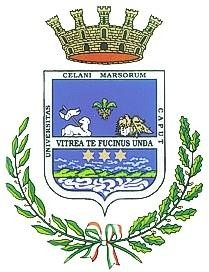 CELANI MARSORUM
UNIVERSITAS
CAPUT
VITREA TE FUCINUS UNDA